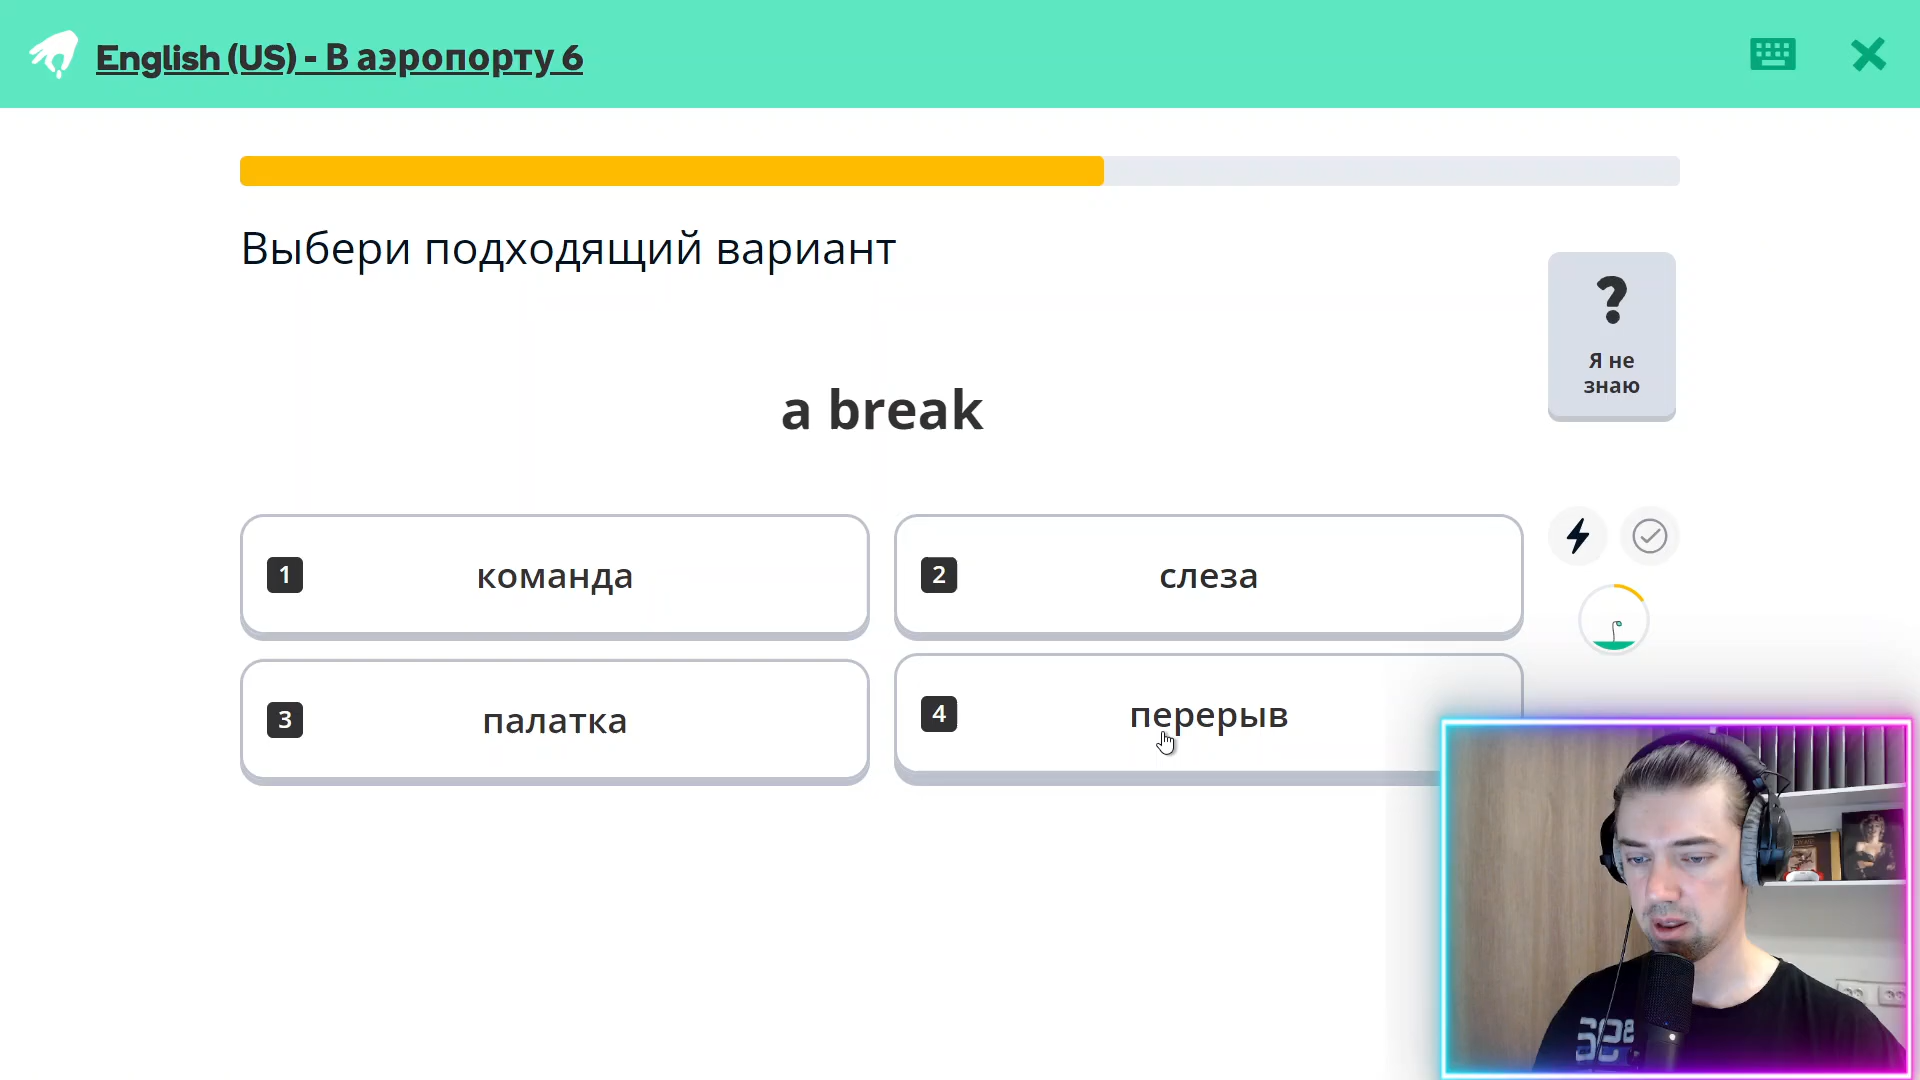 English (US) - В аэропорту 6
Выбери подходящий вариант
?
Я не
знаю
a break
1 команда
2 слеза
3 палатка
4 перерыв